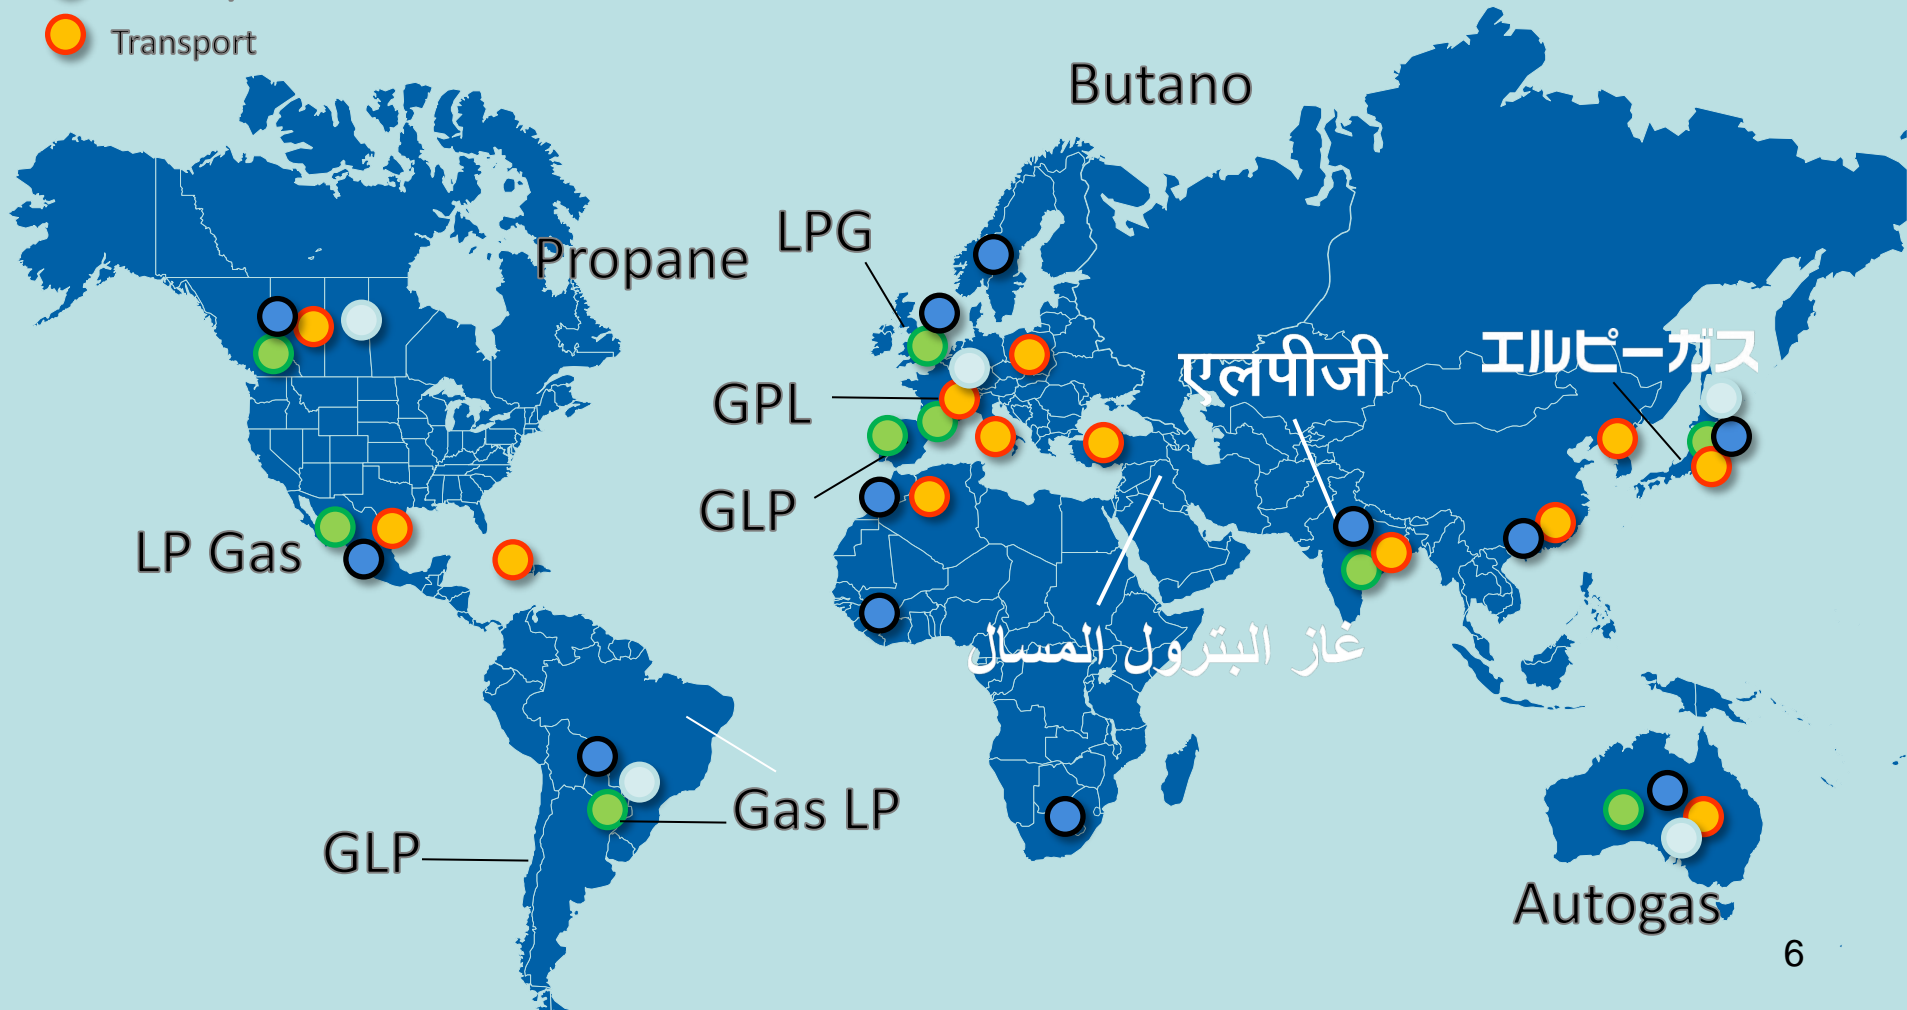 Transport
Butano
LPG
Propane
エルピーガス
एलपीजी
GPL
GLP
LP Gas
غاز البترول المسال
Gas LP
GLP
Autogas
6